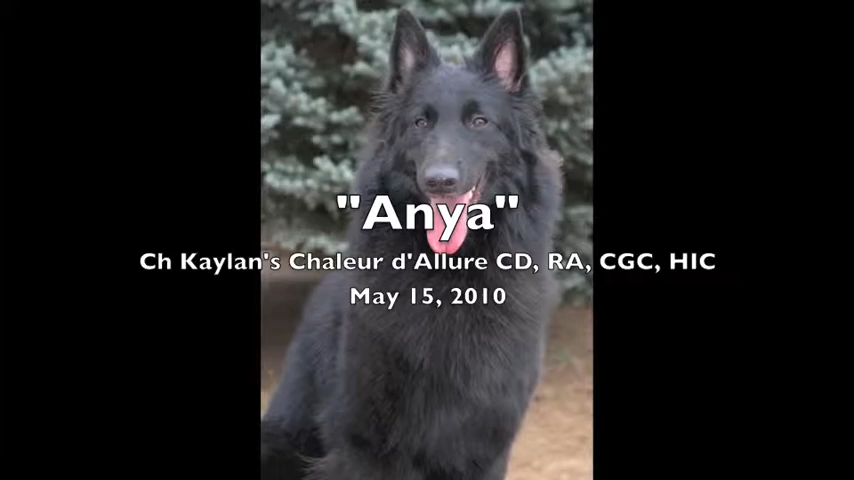 "Anya"
Ch Kaylan's Chaleur d'Allure CD, RA, CGC, HIC
May 15, 2010